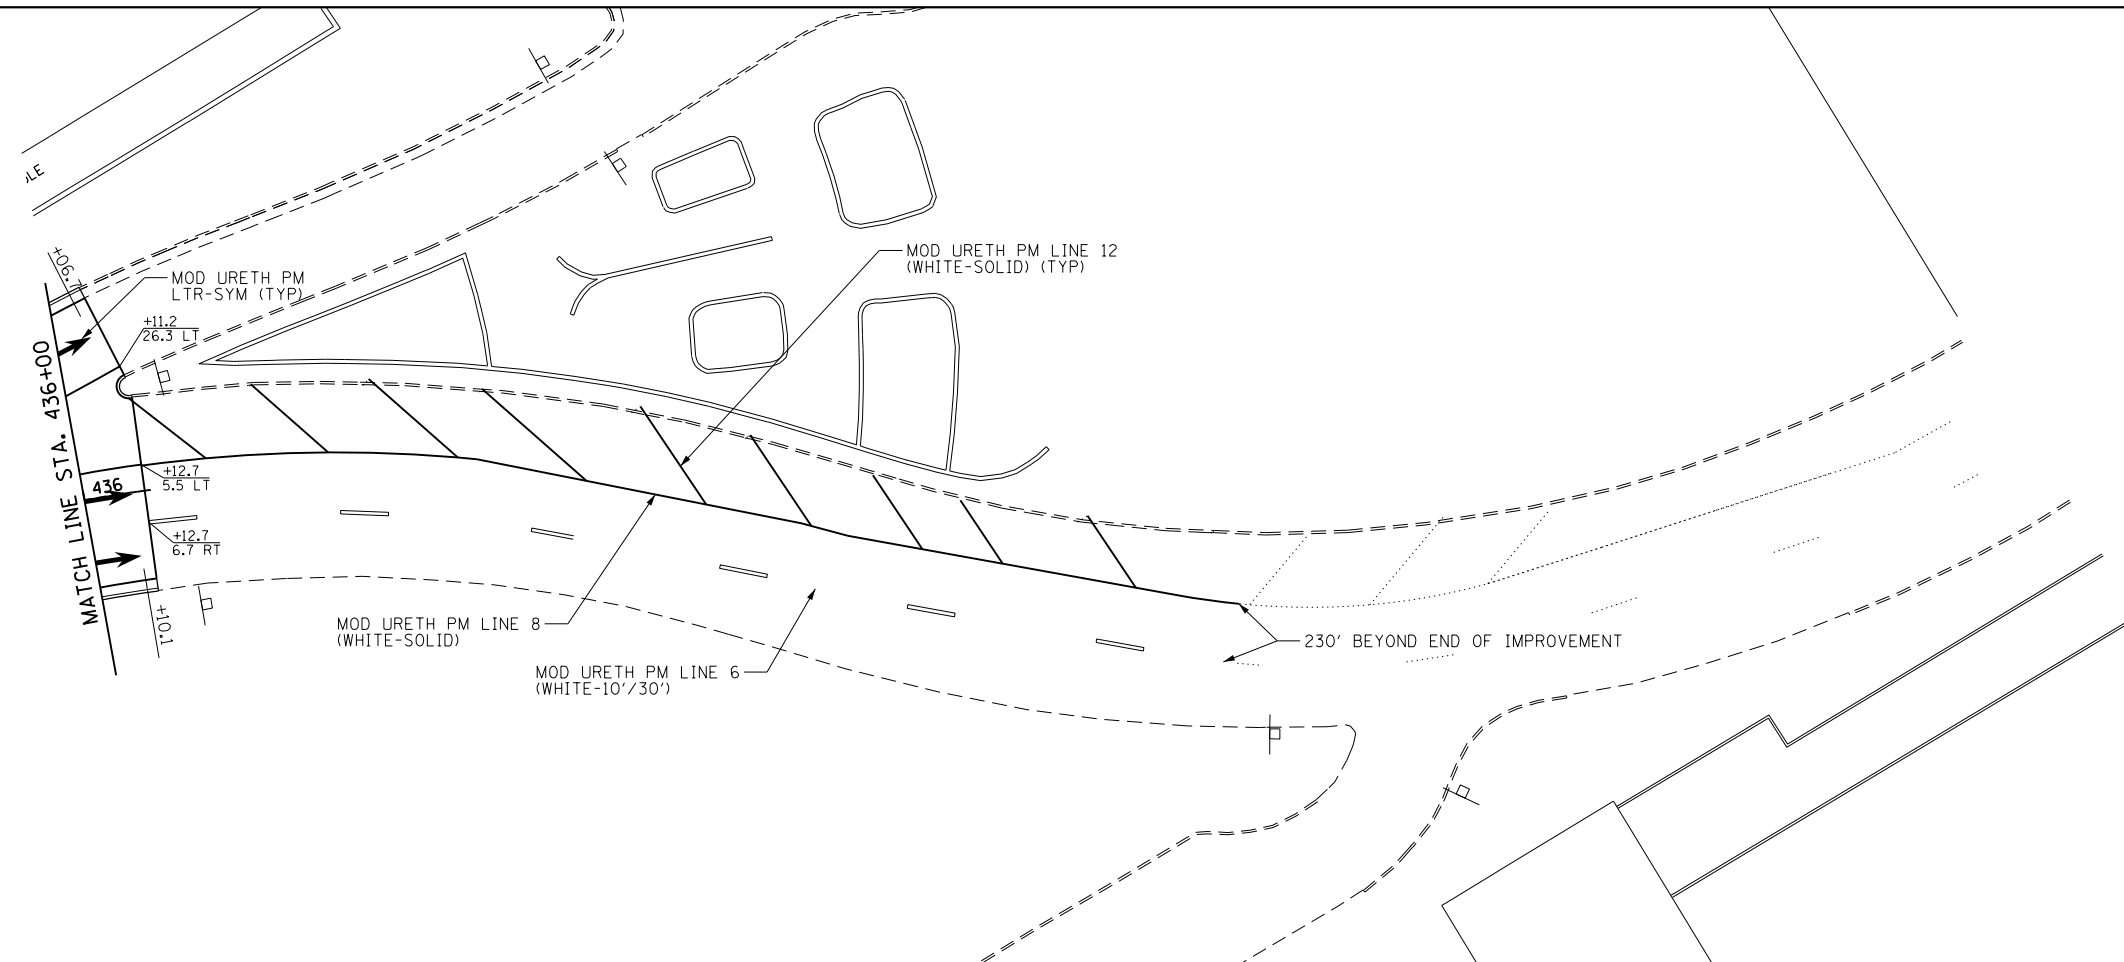 MOD URETH PM LINE 12
(WHITE-SOLID) (TYP)
+06.7
MOD URETH PM
LTR-SYM (TYP)
+11.2
26.3 LT
MATCH LINE STA. 436+00
436
+12.7
5.5 LT
+12.7
6.7 RT
+10.1
MOD URETH PM LINE 8
(WHITE-SOLID)
MOD URETH PM LINE 6
(WHITE-10'/30')
230' BEYOND END OF IMPROVEMENT